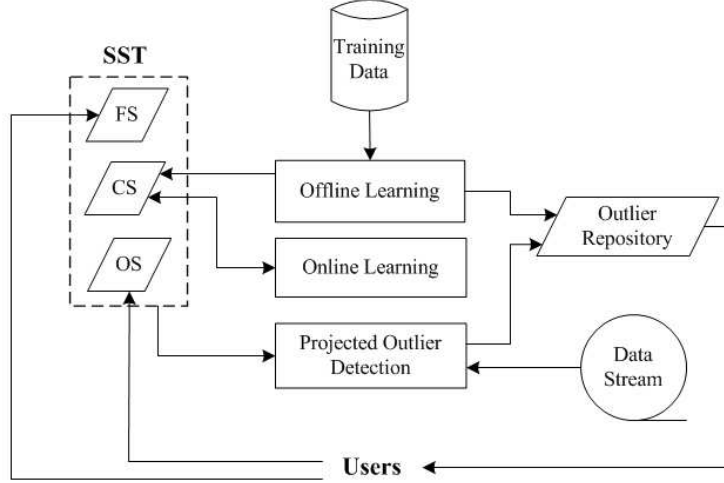 Training
Data
SST
FS
CS
OS
Offline Learning
Online Learning
Projected Outlier
Detection
Outlier
Repository
Data
Stream
Users